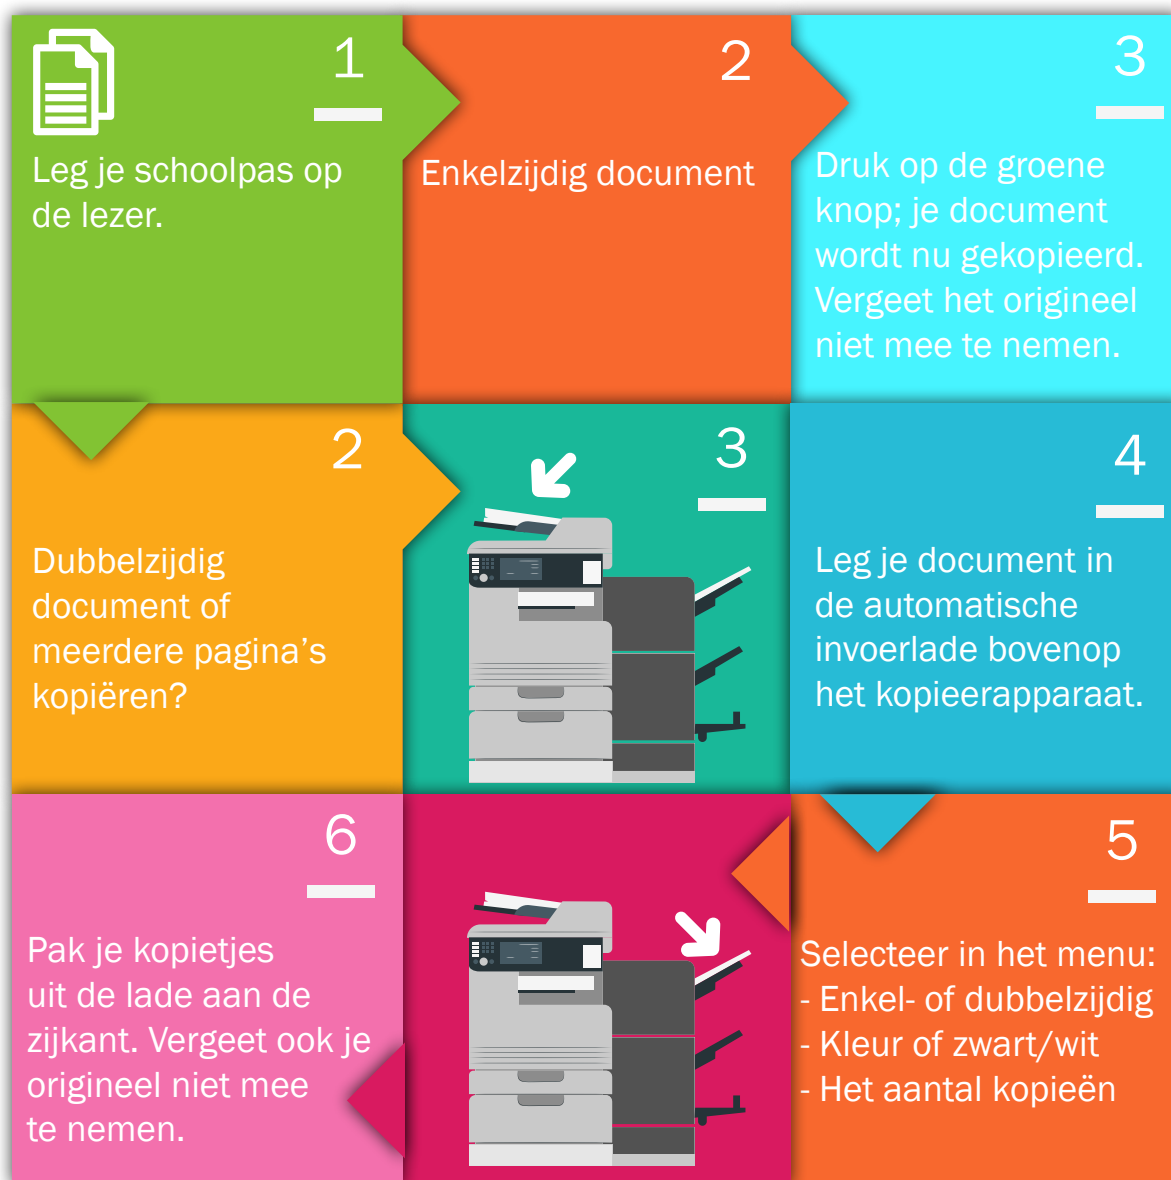 1
Leg je schoolpas op
de lezer.
2
Enkelzijdig document
3
Druk op de groene
knop; je document
wordt nu gekopieerd.
Vergeet het origineel
niet mee te nemen.
2
Dubbelzijdig
document of
meerdere pagina’s
kopiëren?
3
4
Leg je document in
de automatische
invoerlade bovenop
het kopieerapparaat.
5
Selecteer in het menu:
- Enkel- of dubbelzijdig
- Kleur of zwart/wit
- Het aantal kopieën
6
Pak je kopietjes
uit de lade aan de
zijkant. Vergeet ook je
origineel niet mee
te nemen.